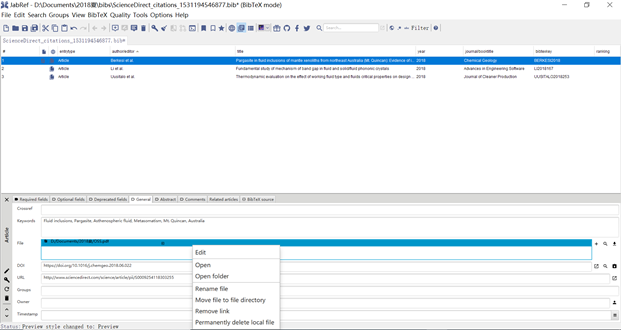 JabRef - D:\Documents\2018夏\bibs\ScienceDirect_citations_1531194546877.bib* (BibTeX mode)
File Edit Search Groups View BibTeX Quality Tools Options Help
Filter
ScienceDirect_citations_1531194546877.bib*
# entrytype author/editor title year journal/booktitle bibtexkey ranking
1 Article Berkesi et al. Pargasite in fluid inclusions of mantle xenoliths from northeast Australia (Mt. Quincan): Evidence of i... 2018 Chemical Geology BERKESI2018
2 Article Li et al. Fundamental study of mechanism of band gap in fluid and solid/fluid phononic crystals 2018 Advances in Engineering Software LI2018167
3 Article Uusitalo et al. Thermodynamic evaluation on the effect of working fluid type and fluids critical properties on design... 2018 Journal of Cleaner Production UUSITALO2018253
Required fields Optional fields Deprecated fields General Abstract Comments Related articles BibTeX source
Article
Crossref
Keywords Fluid inclusions, Pargasite, Asthenospheric fluid, Metasomatism, Mt. Quincan, Australia
File
DOI https://doi.org/10.1016/j.chemgeo.2018.06.022
URL http://www.sciencedirect.com/science/article/pii/S0009254118303255
Groups
Owner
Timestamp
Edit
Open
Open folder
Rename file
Move file to file directory
Remove link
Permanently delete local file
Status: Preview style changed to: Preview